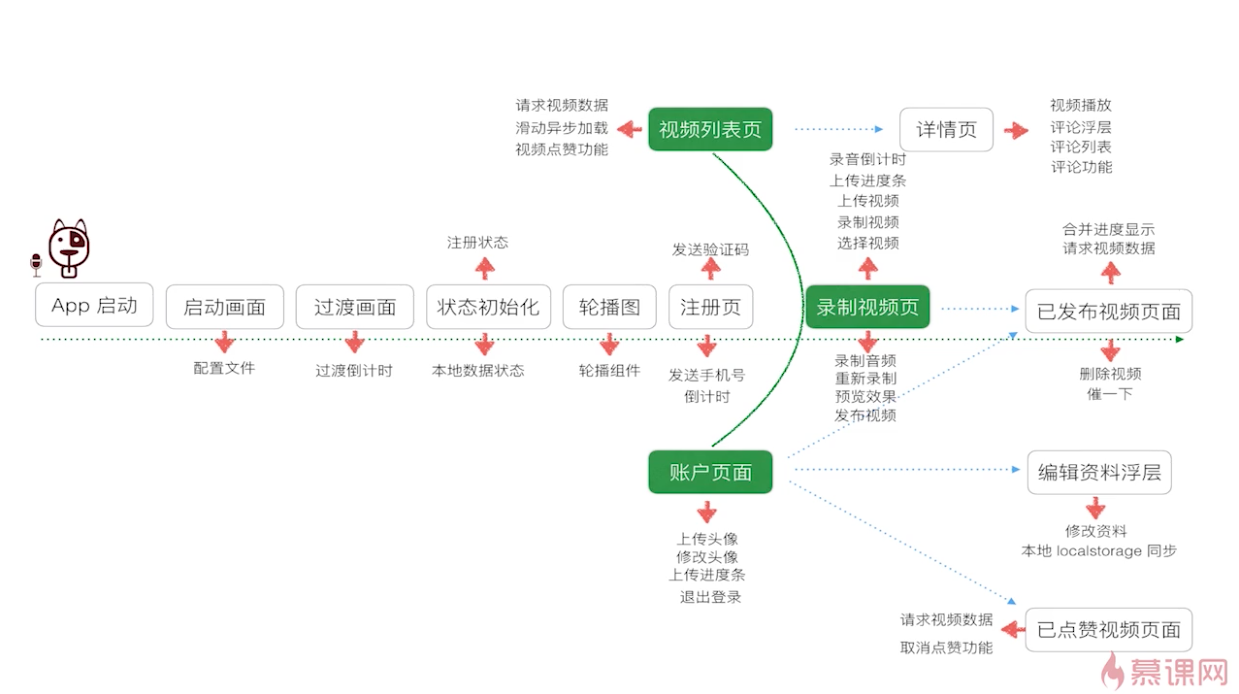 请求视频数据
滑动异步加载
视频点赞功能
视频列表页
详情页
视频播放
评论浮层
评论列表
评论功能
录音倒计时
上传进度条
上传视频
录制视频
选择视频
注册状态
发送验证码
合并进度显示
请求视频数据
App 启动
启动画面
过渡画面
状态初始化
轮播图
注册页
录制视频页
已发布视频页面
配置文件
过渡倒计时
本地数据状态
轮播组件
发送手机号
倒计时
录制音频
重新录制
预览效果
发布视频
删除视频
催一下
账户页面
编辑资料浮层
上传头像
修改头像
上传进度条
退出登录
修改资料
本地 localstorage 同步
请求视频数据
取消点赞功能
已点赞视频页面
慕课网